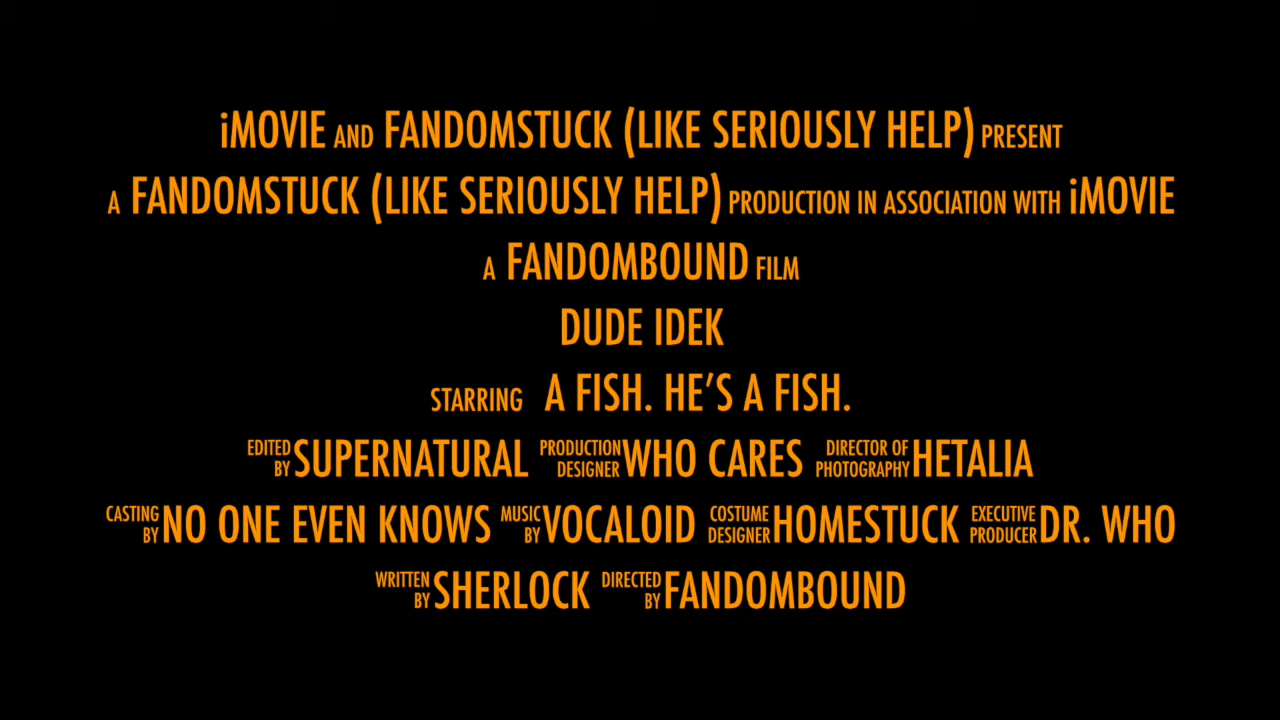 iMOVIE AND FANDOMSTUCK (LIKE SERIOUSLY HELP) PRESENT
A FANDOMSTUCK (LIKE SERIOUSLY HELP) PRODUCTION IN ASSOCIATION WITH iMOVIE
A FANDOMBOUND FILM
DUDE IDEK
STARRING A FISH. HE'S A FISH.
EDITED BY SUPERNATURAL PRODUCTION DESIGNER WHO CARES DIRECTOR OF PHOTOGRAPHY HETALIA
CASTING BY NO ONE EVEN KNOWS MUSIC BY VOCALOID COSTUME DESIGNER HOMESTUCK EXECUTIVE PRODUCER DR. WHO
WRITTEN BY SHERLOCK DIRECTED BY FANDOMBOUND